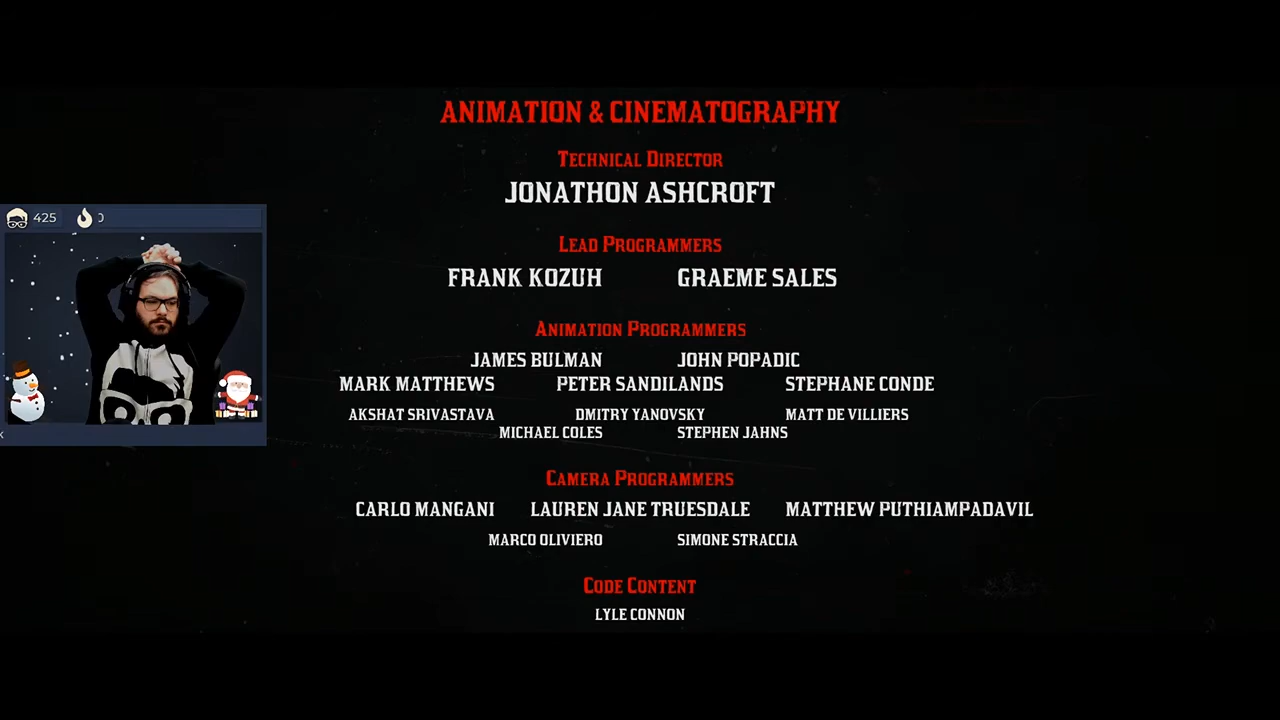 ANIMATION & CINEMATOGRAPHY
TECHNICAL DIRECTOR
JONATHON ASHCROFT
425
LEAD PROGRAMMERS
FRANK KOZUH GRAEME SALES
ANIMATION PROGRAMMERS
JAMES BULMAN JOHN POPADIC
MARK MATTHEWS PETER SANDILANDS STEPHANE CONDE
AKSHAT SRIVASTAVA DMITRY YANOVSKY MATT DE VILLIERS
MICHAEL COLES STEPHEN JAHNS
CAMERA PROGRAMMERS
CARLO MANGANI LAUREN JANE TRUESDALE MATTHEW PUTHIAMPADAVIL
MARCO OLIVIERO SIMONE STRACCIA
CODE CONTENT
LYLE CONNON